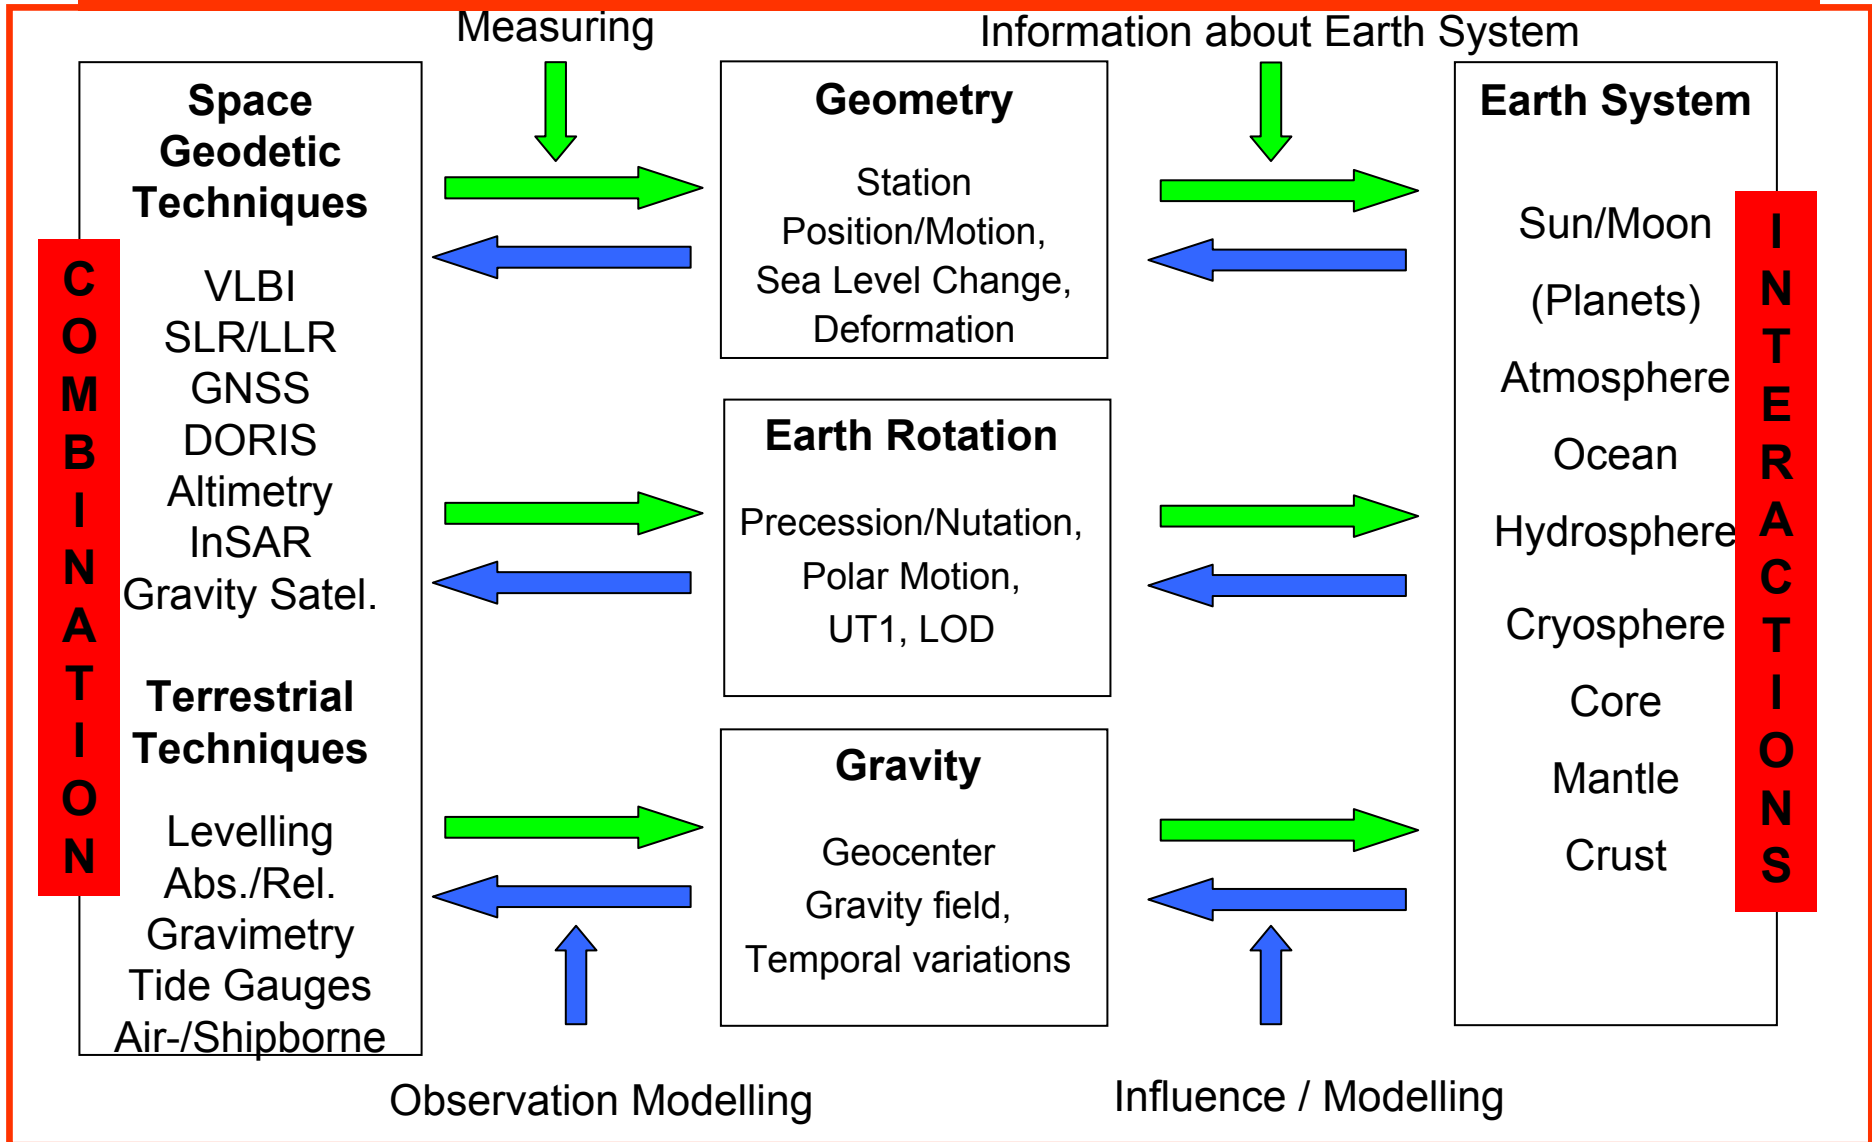 Measuring
Information about Earth System
Space
Geodetic
Techniques
VLBI
SLR/LLR
GNSS
DORIS
Altimetry
InSAR
Gravity Satel.
Terrestrial
Techniques
Levelling
Abs./Rel.
Gravimetry
Tide Gauges
Air-/Shipborne
COMBINATION
Geometry
Station
Position/Motion,
Sea Level Change,
Deformation
Earth Rotation
Precession/Nutation,
Polar Motion,
UT1, LOD
Gravity
Geocenter
Gravity field,
Temporal variations
Earth System
Sun/Moon
(Planets)
Atmosphere
Ocean
Hydrosphere
Cryosphere
Core
Mantle
Crust
INTERACTIONS
Observation Modelling
Influence / Modelling